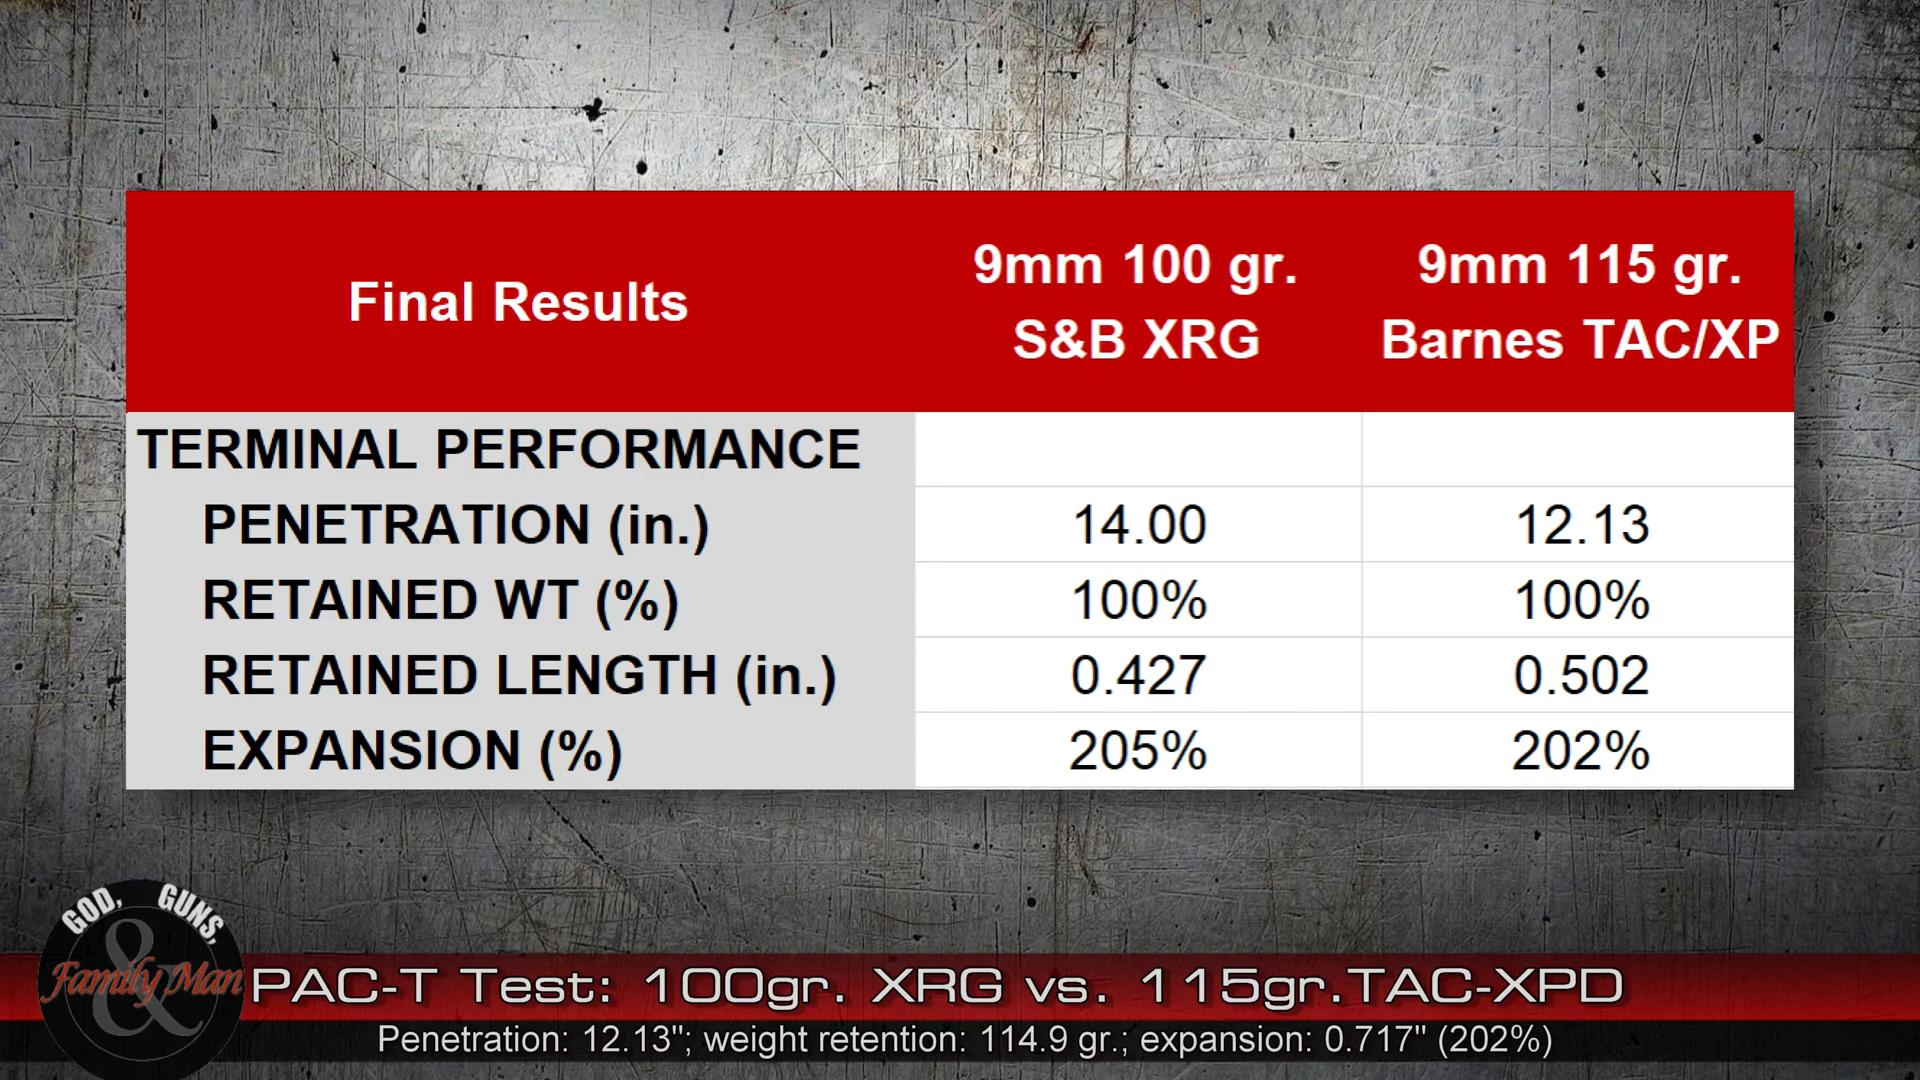 Final Results
9mm 100 gr.
S&B XRG
9mm 115 gr.
Barnes TAC/XP
TERMINAL PERFORMANCE
PENETRATION (in.) 14.00 12.13
RETAINED WT (%) 100% 100%
RETAINED LENGTH (in.) 0.427 0.502
EXPANSION (%) 205% 202%
GOD, GUNS,
&
Family Man
PAC-T Test: 100gr. XRG vs. 115gr.TAC-XPD
Penetration: 12.13"; weight retention: 114.9 gr.; expansion: 0.717" (202%)